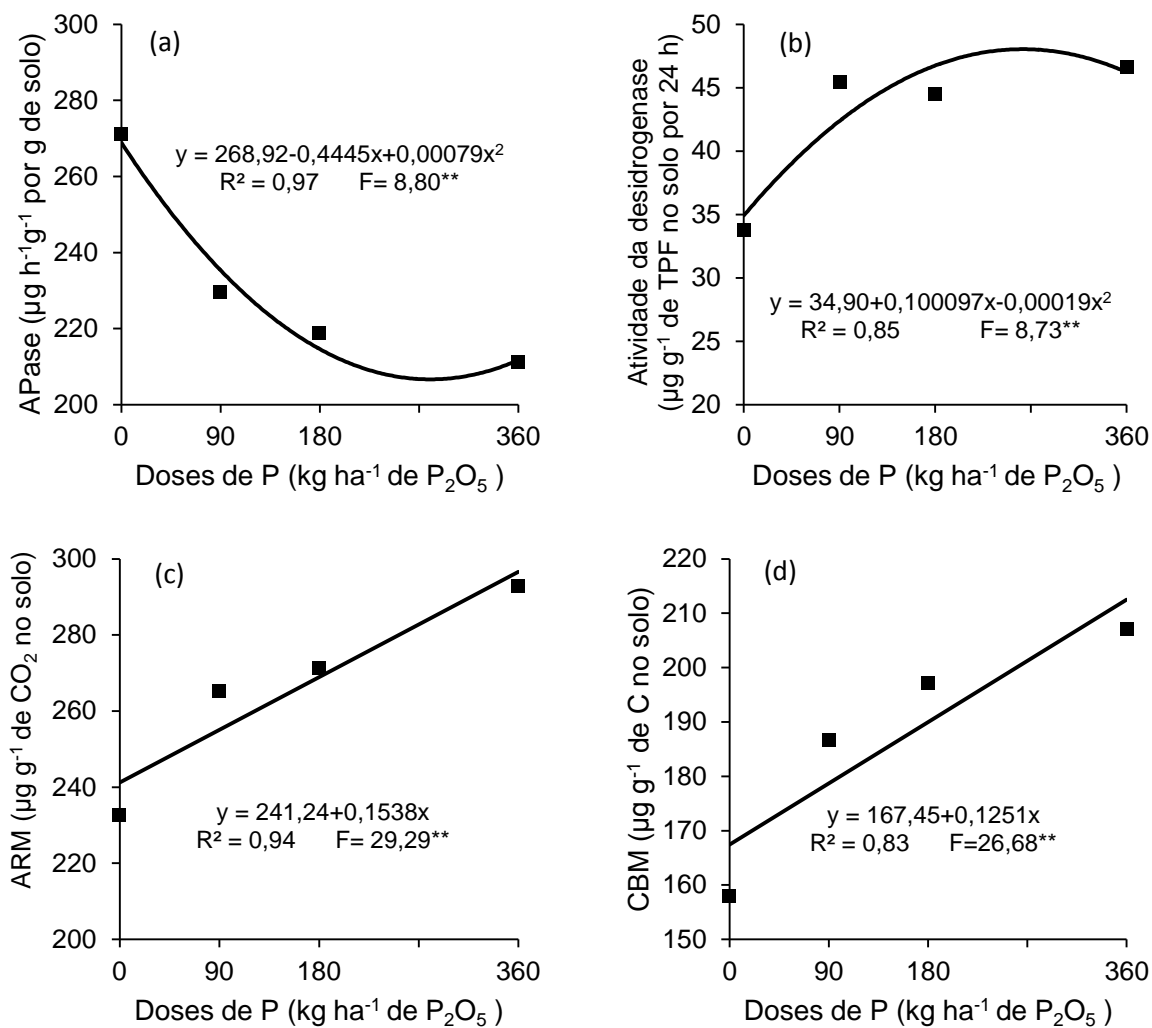 (a)
APase (µg h⁻¹g⁻¹ por g de solo)
300
280
260
240
220
200
y = 268,92-0,4445x+0,00079x²
R² = 0,97 F= 8,80**
0 90 180 360
Doses de P (kg ha⁻¹ de P₂O₅ )
(b)
Atividade da desidrogenase
(µg g⁻¹ de TPF no solo por 24 h)
50
45
40
35
30
25
20
y = 34,90+0,100097x-0,00019x²
R² = 0,85 F= 8,73**
0 90 180 360
Doses de P (kg ha⁻¹ de P₂O₅ )
(c)
ARM (µg g⁻¹ de CO₂ no solo)
300
280
260
240
220
200
y = 241,24+0,1538x
R² = 0,94 F= 29,29**
0 90 180 360
Doses de P (kg ha⁻¹ de P₂O₅ )
(d)
CBM (µg g⁻¹ de C no solo)
220
210
200
190
180
170
160
150
y = 167,45+0,1251x
R² = 0,83 F=26,68**
0 90 180 360
Doses de P (kg ha⁻¹ de P₂O₅ )